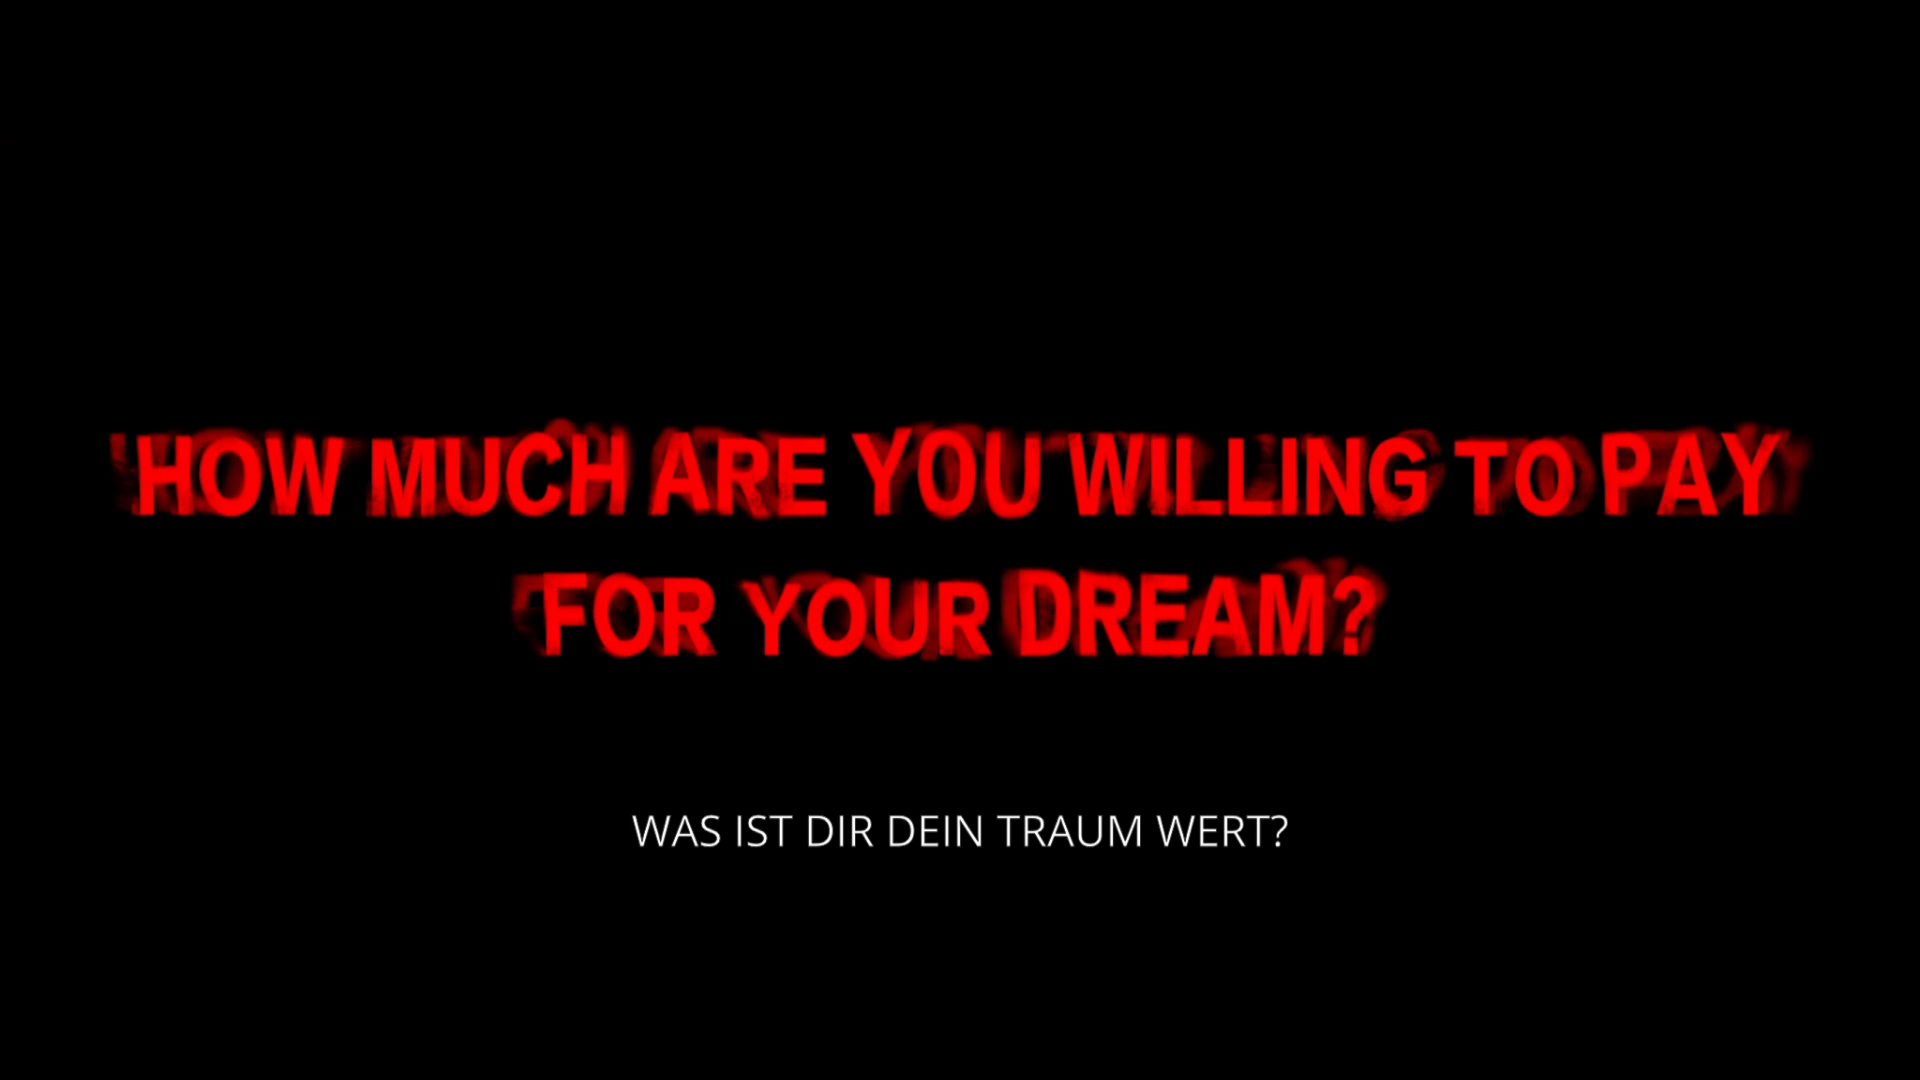 HOW MUCH ARE YOU WILLING TO PAY
FOR YOUR DREAM?
WAS IST DIR DEIN TRAUM WERT?